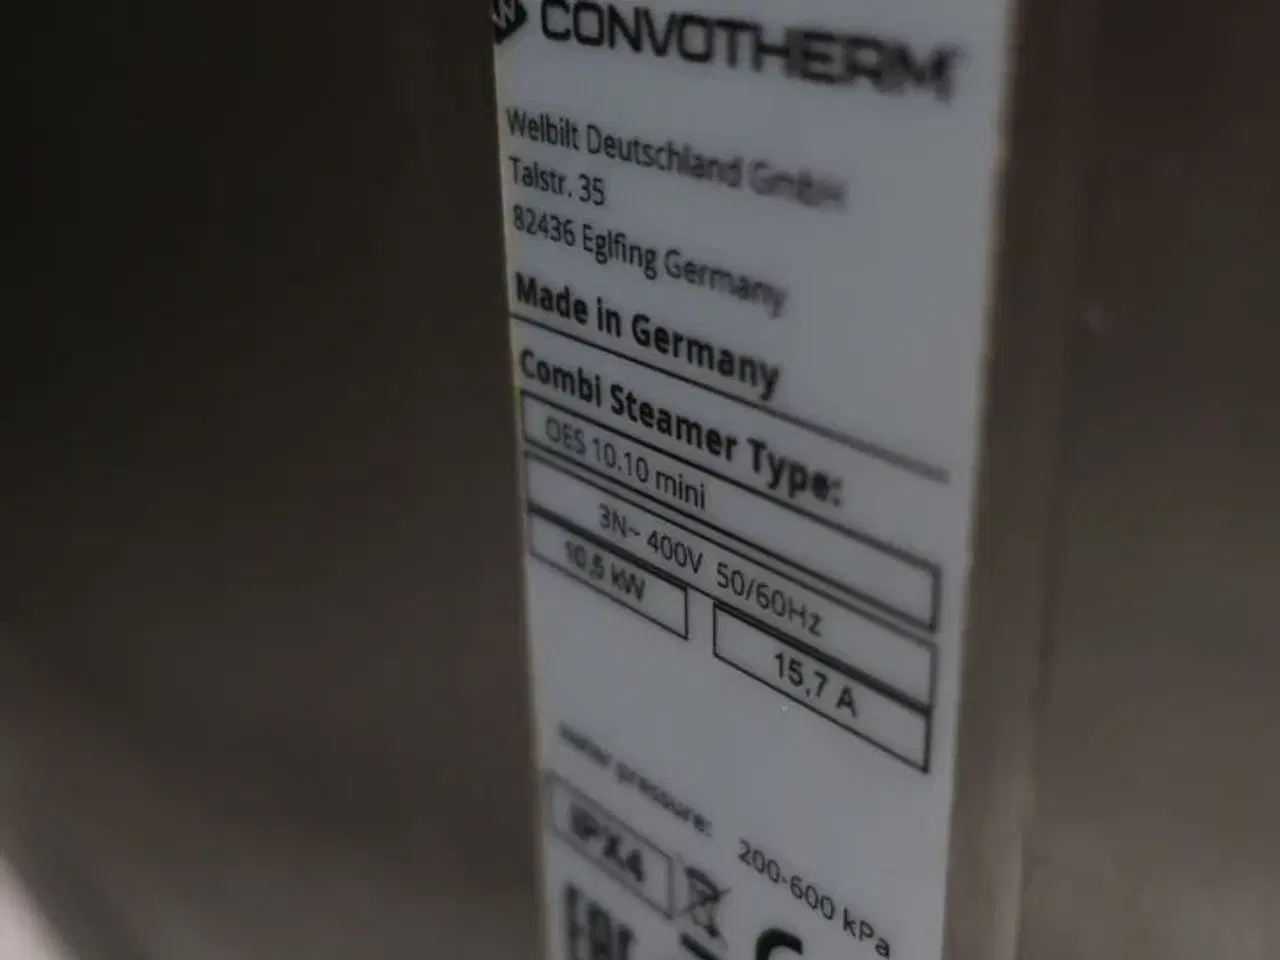 CONVOTHERM
Welbilt Deutschland GmbH
Talstr. 35
82436 Eglfing Germany
Made in Germany
Combi Steamer Type:
OES 10.10 mini
3N~ 400V 50/60Hz
10,5 kW
15,7 A
water pressure: 200-600 kPa
IPX4
EAC